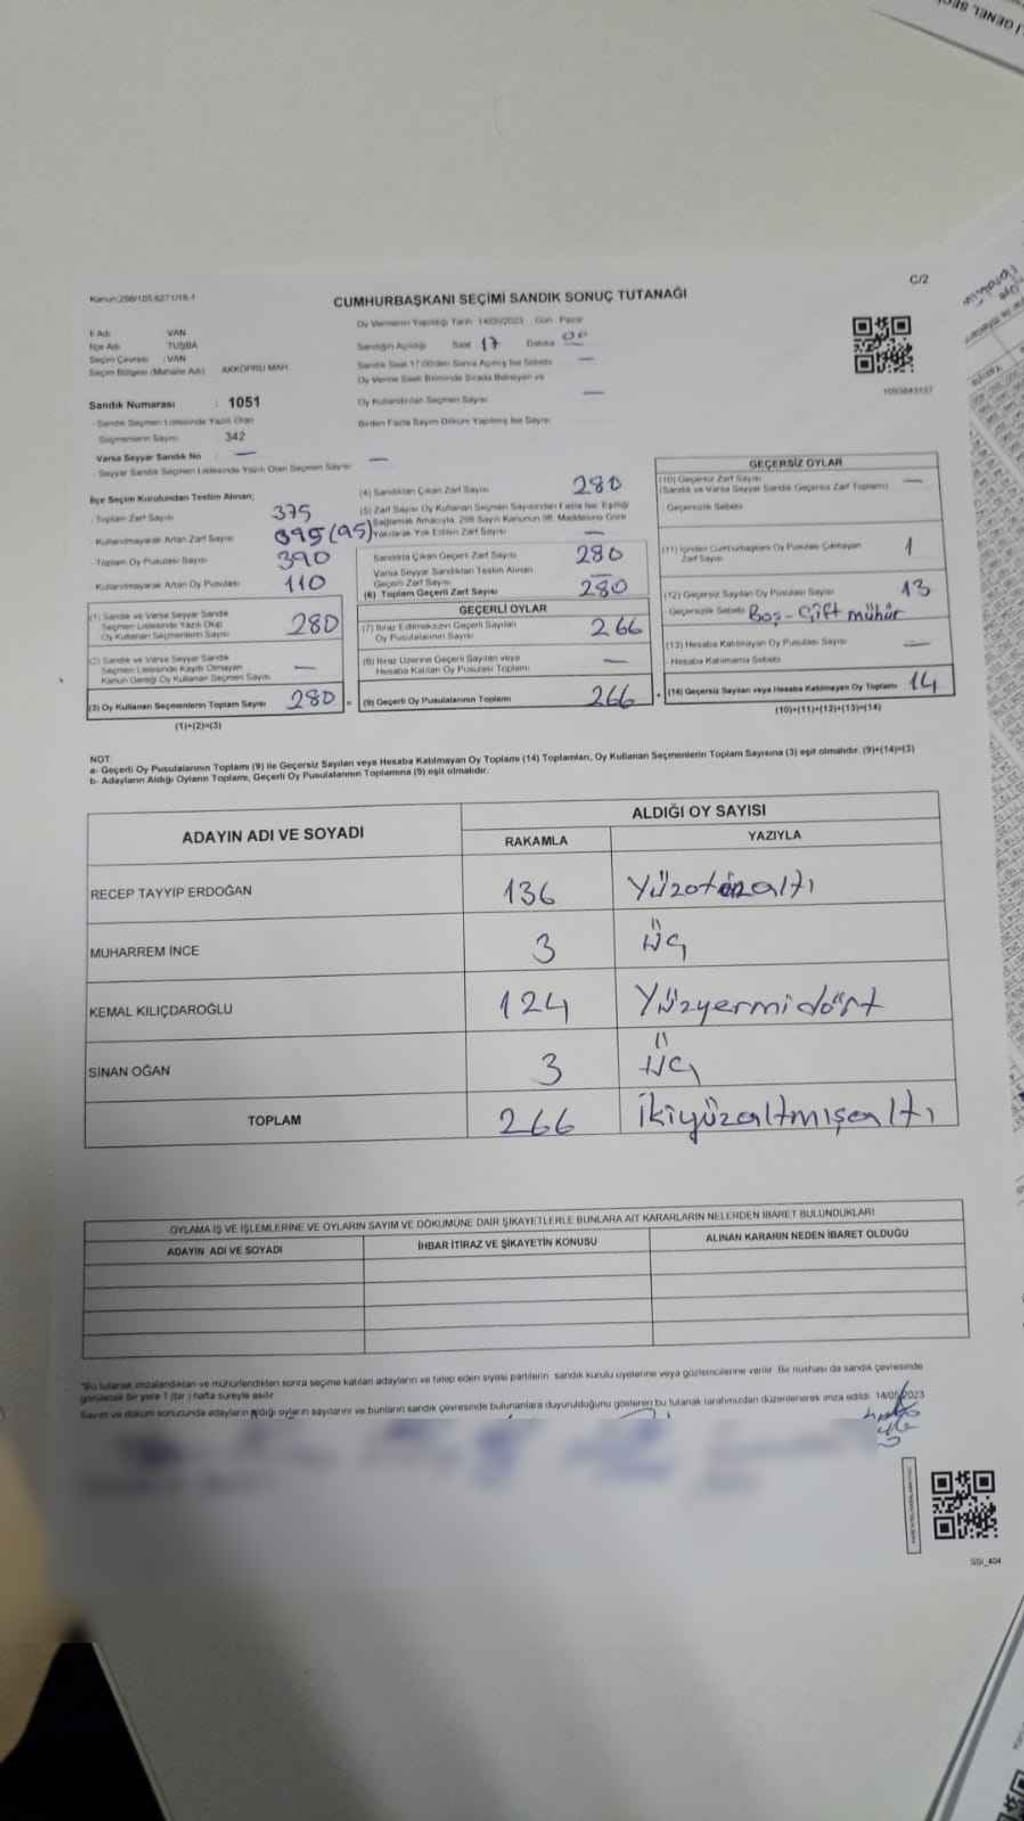 C/2
Kanun:298/105.6271/18-1
CUMHURBAŞKANI SEÇİMİ SANDIK SONUÇ TUTANAĞI
İl Adı VAN
İlçe Adı TUŞBA
Seçim Çevresi :VAN
Seçim Bölgesi (Mahalle Adı) AKKÖPRÜ MAH.
Sandık Numarası : 1051
Sandık Seçmen Listesinde Yazılı Olan
Seçmenlerin Sayısı 342
Varsa Seyyar Sandık No —
Seyyar Sandık Seçmen Listesinde Yazılı Olan Seçmen Sayısı —
Oy Vermenin Yapıldığı Tarih 14/05/2023 Gün Pazar
Sandığın Açıldığı Saat 17 Dakika 00
Sandık Saat 17:00'den Sonra Açılmış İse Sebebi —
Oy Verme Saati Bitiminde Sırada Bekleyen ve
Oy Kullandırılan Seçmen Sayısı —
Birden Fazla Sayım Döküm Yapılmış İse Sayısı
İlçe Seçim Kurulundan Teslim Alınan;
Toplam Zarf Sayısı 375
Kullanılmayarak Artan Zarf Sayısı 395 (95)
Toplam Oy Pusulası Sayısı 390
Kullanılmayarak Artan Oy Pusulası 110
(1) Sandık ve Varsa Seyyar Sandık
Seçmen Listesinde Yazılı Olup
Oy Kullanan Seçmenlerin Sayısı 280
(2) Sandık ve Varsa Seyyar Sandık
Seçmen Listesinde Kayıtlı Olmayan
Kanun Gereği Oy Kullanan Seçmen Sayısı —
(3) Oy Kullanan Seçmenlerin Toplam Sayısı 280 =
(1)+(2)=(3)
(4) Sandıktan Çıkan Zarf Sayısı 280
(5) Zarf Sayısı Oy Kullanan Seçmen Sayısından Fazla İse, Eşitliği
Sağlamak Amacıyla, 298 Sayılı Kanunun 98. Maddesine Göre
Yakılarak Yok Edilen Zarf Sayısı —
Sandıkta Çıkan Geçerli Zarf Sayısı 280
Varsa Seyyar Sandıktan Teslim Alınan
Geçerli Zarf Sayısı —
(6) Toplam Geçerli Zarf Sayısı 280
GEÇERLİ OYLAR
(7) İtiraz Edilmeksizin Geçerli Sayılan
Oy Pusulalarının Sayısı 266
(8) İtiraz Üzerine Geçerli Sayılan veya
Hesaba Katılan Oy Pusulası Toplamı —
(9) Geçerli Oy Pusulalarının Toplamı 266 +
GEÇERSİZ OYLAR
(10) Geçersiz Zarf Sayısı —
(Sandık ve Varsa Seyyar Sandık Geçersiz Zarf Toplamı)
Geçersizlik Sebebi
(11) İçinden Cumhurbaşkanı Oy Pusulası Çıkmayan
Zarf Sayısı 1
(12) Geçersiz Sayılan Oy Pusulası Sayısı 13
Geçersizlik Sebebi Boş - Çift mühür
(13) Hesaba Katılmayan Oy Pusulası Sayısı —
Hesaba Katılmama Sebebi
(14) Geçersiz Sayılan veya Hesaba Katılmayan Oy Toplamı 14
(10)+(11)+(12)+(13)=(14)
NOT
a- Geçerli Oy Pusulalarının Toplamı (9) ile Geçersiz Sayılan veya Hesaba Katılmayan Oy Toplamı (14) Toplamları, Oy Kullanan Seçmenlerin Toplam Sayısına (3) eşit olmalıdır. (9)+(14)=(3)
b- Adayların Aldığı Oyların Toplamı, Geçerli Oy Pusulalarının Toplamına (9) eşit olmalıdır.
ADAYIN ADI VE SOYADI
ALDIĞI OY SAYISI
RAKAMLA YAZIYLA
RECEP TAYYİP ERDOĞAN 136 Yüzotuzaltı
MUHARREM İNCE 3 üç
KEMAL KILIÇDAROĞLU 124 Yüzyermidört
SİNAN OĞAN 3 üç
TOPLAM 266 İkiyüzaltmışaltı
OYLAMA İŞ VE İŞLEMLERİNE VE OYLARIN SAYIM VE DÖKÜMÜNE DAİR ŞİKAYETLERLE BUNLARA AİT KARARLARIN NELERDEN İBARET BULUNDUKLARI
ADAYIN ADI VE SOYADI İHBAR İTİRAZ VE ŞİKAYETİN KONUSU ALINAN KARARIN NEDEN İBARET OLDUĞU
*Bu tutanak imzalandıktan ve mühürlendikten sonra seçime katılan adayların ve talep eden siyasi partilerin sandık kurulu üyelerine veya gözlemcilerine verilir. Bir nüshası da sandık çevresinde
görülecek bir yere 1 (bir) hafta süreyle asılır.
Sayım ve döküm sonucunda adayların aldığı oyların sayılarını ve bunların sandık çevresinde bulunanlara duyurulduğunu gösteren bu tutanak tarafımızdan düzenlenerek imza edildi. 14/05/2023
SSI_404